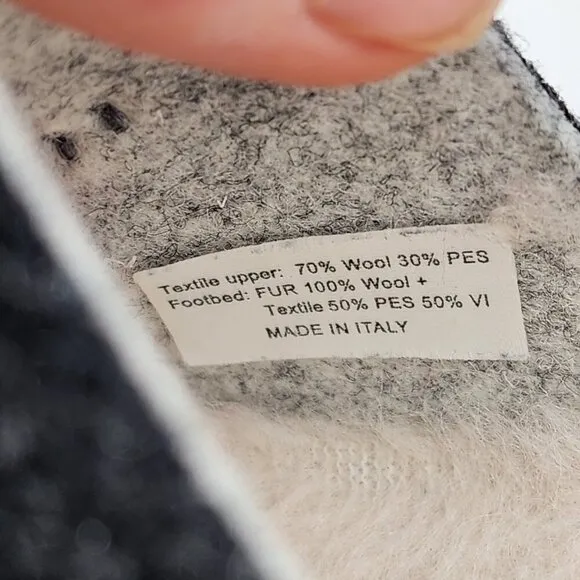 Textile upper: 70% Wool 30% PES
Footbed: FUR 100% Wool +
Textile 50% PES 50% VI
MADE IN ITALY